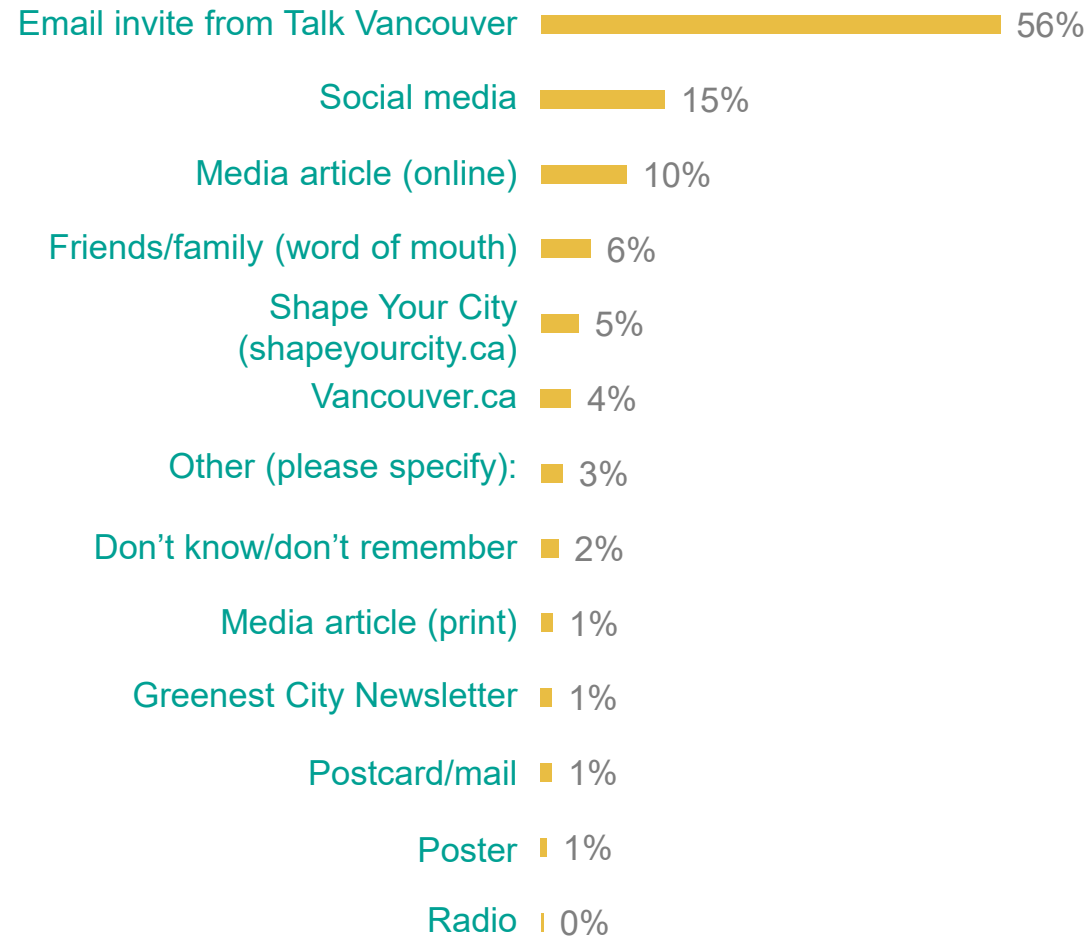 Email invite from Talk Vancouver 56%
Social media 15%
Media article (online) 10%
Friends/family (word of mouth) 6%
Shape Your City
(shapeyourcity.ca) 5%
Vancouver.ca 4%
Other (please specify): 3%
Don’t know/don’t remember 2%
Media article (print) 1%
Greenest City Newsletter 1%
Postcard/mail 1%
Poster 1%
Radio 0%